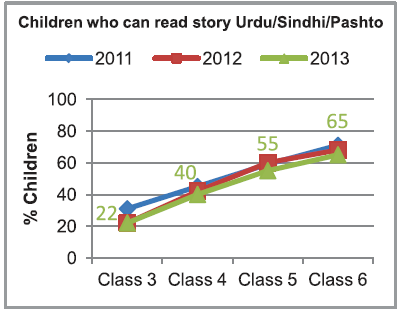 Children who can read story Urdu/Sindhi/Pashto
2011 2012 2013
% Children
100
80
60
40
20
0
22
40
55
65
Class 3 Class 4 Class 5 Class 6